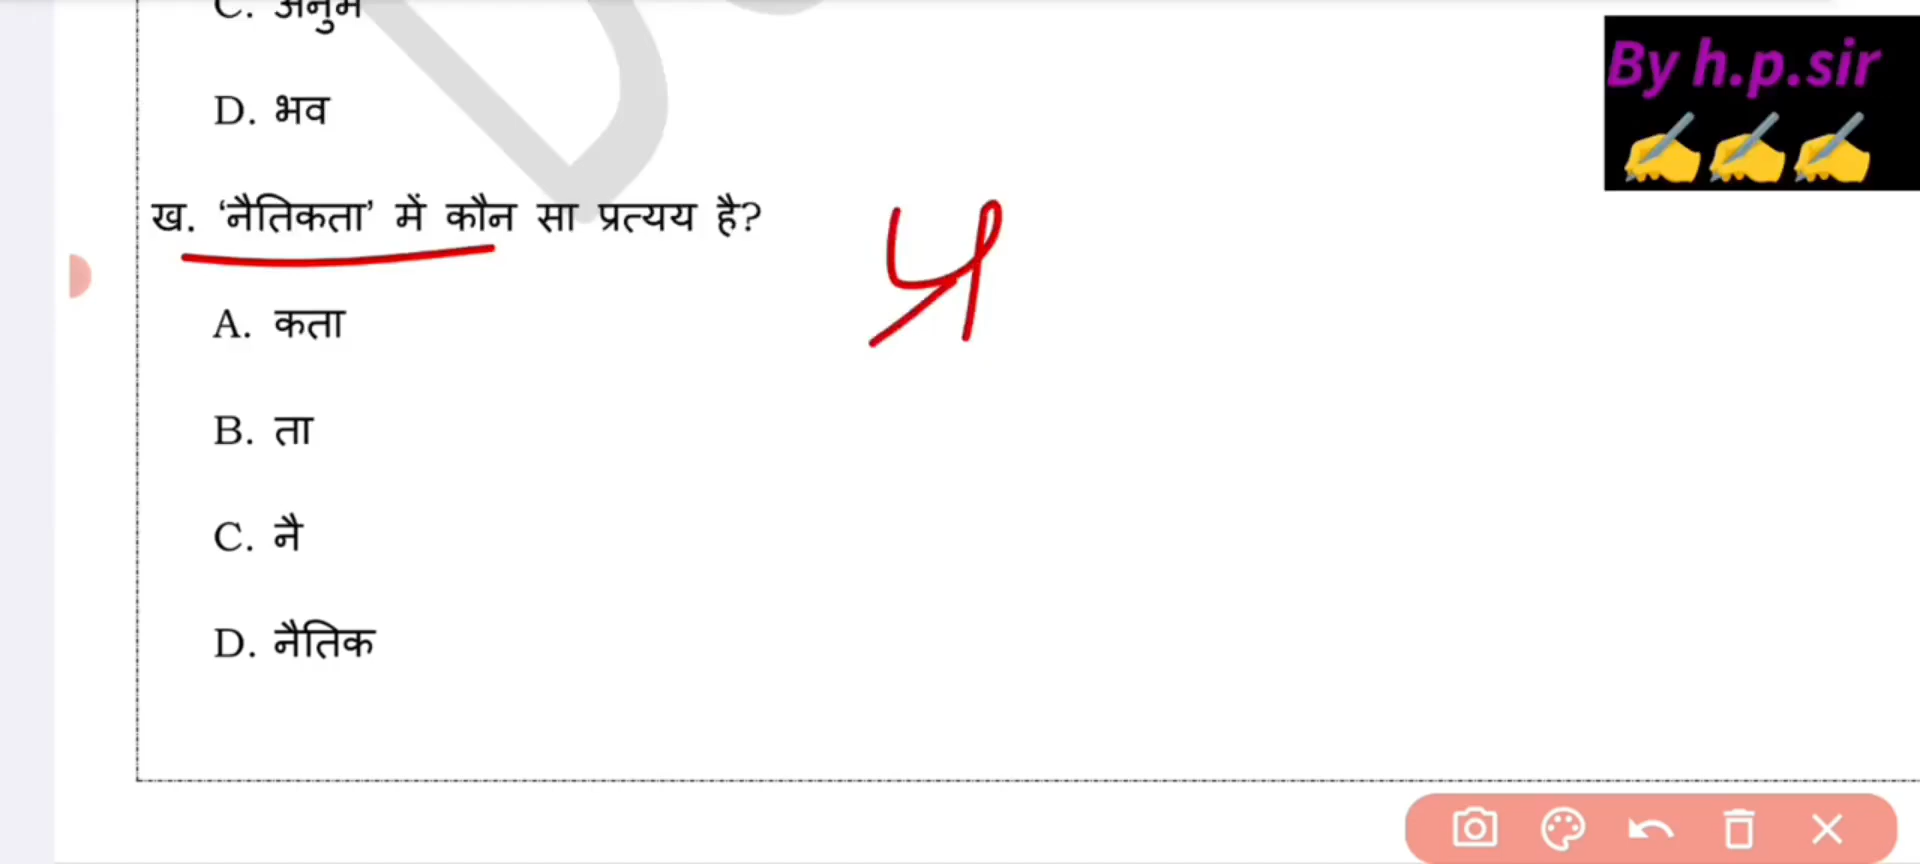 D. भव
ख. ‘नैतिकता’ में कौन सा प्रत्यय है?
A. कता
B. ता
C. नै
D. नैतिक
By h.p.sir
✍✍✍